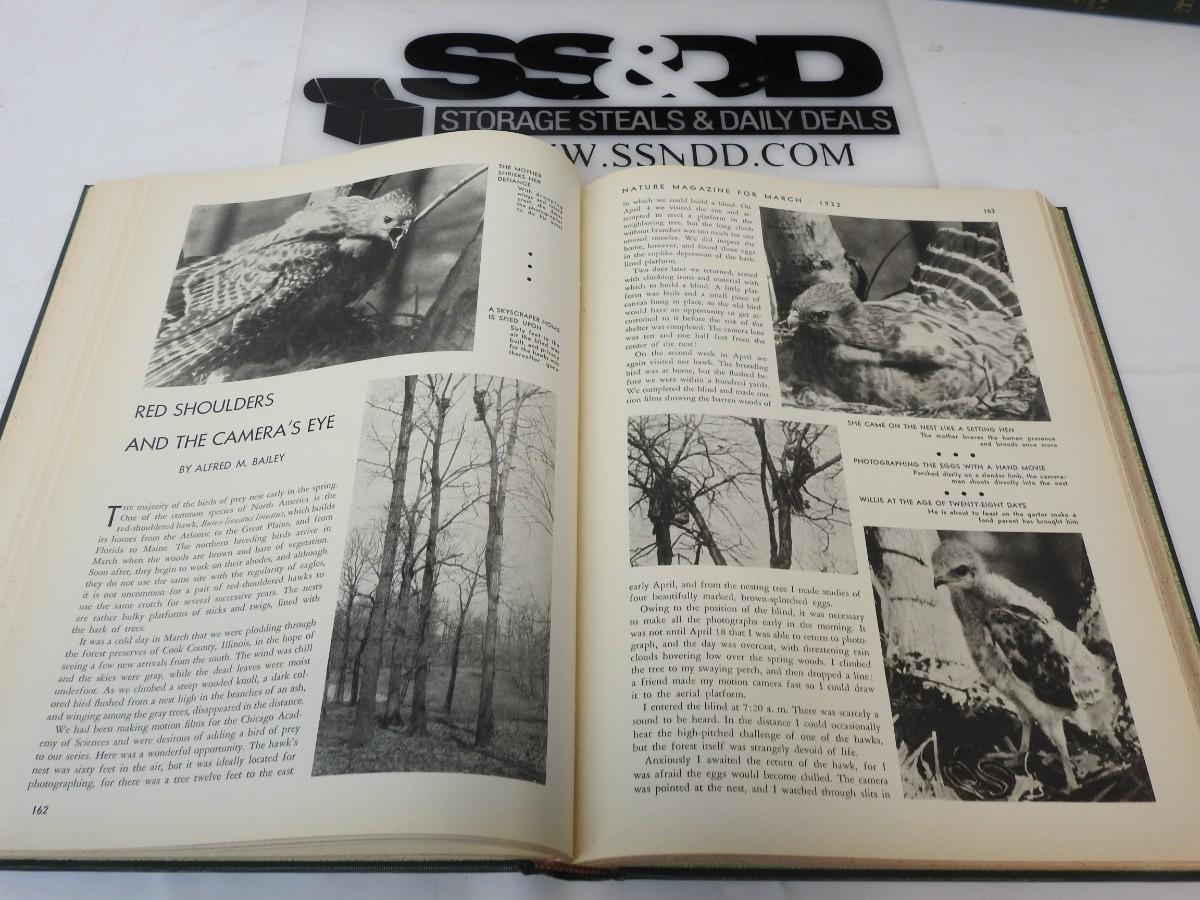 SS&DD
STORAGE STEALS & DAILY DEALS
WWW.SSNDD.COM
THE MOTHER
SHRIEKS HER
DEFIANCE
With drooping
wings and raised
crest, she dares
the photographer
to do his worst
A SKYSCRAPER HOME
IS SPIED UPON
Sixty feet in the
air the blind was
built, and privacy
for the hawks was
thereafter gone
RED SHOULDERS
AND THE CAMERA'S EYE
BY ALFRED M. BAILEY
THE majority of the birds of prey nest early in the spring.
One of the common species of North America is the
red-shouldered hawk, Buteo lineatus lineatus, which builds
its homes from the Atlantic to the Great Plains, and from
Florida to Maine. The northern breeding birds arrive in
March when the woods are brown and bare of vegetation.
Soon after, they begin to work on their abodes, and although
they do not use the same site with the regularity of eagles,
it is not uncommon for a pair of red-shouldered hawks to
use the same crotch for several successive years. The nests
are rather bulky platforms of sticks and twigs, lined with
the bark of trees.
It was a cold day in March that we were plodding through
the forest preserves of Cook County, Illinois, in the hope of
seeing a few new arrivals from the south. The wind was chill
and the skies were gray, while the dead leaves were moist
underfoot. As we climbed a steep wooded knoll, a dark col-
ored bird flushed from a nest high in the branches of an ash,
and winging among the gray trees, disappeared in the distance.
We had been making motion films for the Chicago Acad-
emy of Sciences and were desirous of adding a bird of prey
to our series. Here was a wonderful opportunity. The hawk's
nest was sixty feet in the air, but it was ideally located for
photographing, for there was a tree twelve feet to the east
162
NATURE MAGAZINE FOR MARCH · 1932
163
in which we could build a blind. On
April 4 we visited the site and at-
tempted to erect a platform in the
neighboring tree, but the long climb
without branches was too much for our
unused muscles. We did inspect the
home, however, and found three eggs
in the cuplike depression of the bark-
lined platform.
Two days later we returned, armed
with climbing irons and material with
which to build a blind. A little plat-
form was built and a small piece of
canvas hung in place, so the old bird
would have an opportunity to get ac-
customed to it before the rest of the
shelter was completed. The camera lens
was ten and one half feet from the
center of the nest!
On the second week in April we
again visited our hawk. The brooding
bird was at home, but she flushed be-
fore we were within a hundred yards.
We completed the blind and made mo-
tion films showing the barren woods of
SHE CAME ON THE NEST LIKE A SETTING HEN
The mother braves the human presence
and broods once more
PHOTOGRAPHING THE EGGS WITH A HAND MOVIE
Perched dizzily on a slender limb, the camera-
man shoots directly into the nest
WILLIE AT THE AGE OF TWENTY-EIGHT DAYS
He is about to feast on the garter snake a
fond parent has brought him
early April, and from the nesting tree I made studies of
four beautifully marked, brown-splotched eggs.
Owing to the position of the blind, it was necessary
to make all the photographs early in the morning. It
was not until April 18 that I was able to return to photo-
graph, and the day was overcast, with threatening rain
clouds hovering low over the spring woods. I climbed
the tree to my swaying perch, and then dropped a line;
a friend made my motion camera fast so I could draw
it to the aerial platform.
I entered the blind at 7:20 a. m. There was scarcely a
sound to be heard. In the distance I could occasionally
hear the high-pitched challenge of one of the hawks,
but the forest itself was strangely devoid of life.
Anxiously I awaited the return of the hawk, for I
was afraid the eggs would become chilled. The camera
was pointed at the nest, and I watched through slits in